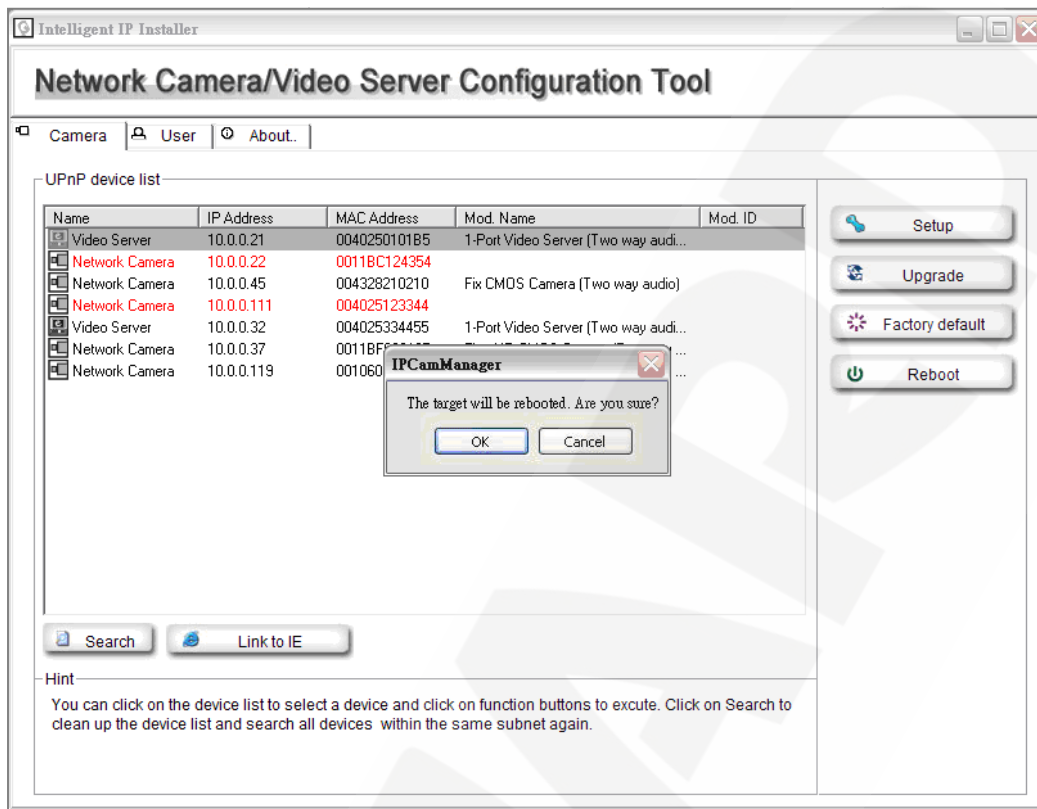 Intelligent IP Installer
Network Camera/Video Server Configuration Tool
Camera User About..
UPnP device list
Name IP Address MAC Address Mod. Name Mod. ID
Video Server 10.0.0.21 0040250101B5 1-Port Video Server (Two way audi...
Network Camera 10.0.0.22 0011BC124354
Network Camera 10.0.0.45 004328210210 Fix CMOS Camera (Two way audio)
Network Camera 10.0.0.111 004025123344
Video Server 10.0.0.32 004025334455 1-Port Video Server (Two way audi...
Network Camera 10.0.0.37 ...
Network Camera 10.0.0.119 001060 ...
IPCamManager
The target will be rebooted. Are you sure?
OK Cancel
Setup
Upgrade
Factory default
Reboot
Search Link to IE
Hint
You can click on the device list to select a device and click on function buttons to excute. Click on Search to
clean up the device list and search all devices within the same subnet again.